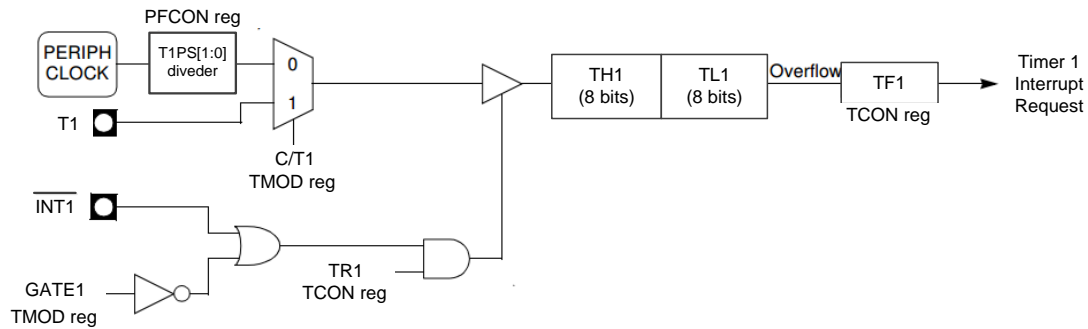 PFCON reg
PERIPH
CLOCK
T1PS[1:0]
diveder
0
1
T1
C/T1
TMOD reg
TH1
(8 bits)
TL1
(8 bits)
Overflow
TF1
TCON reg
Timer 1
Interrupt
Request
INT1
GATE1
TMOD reg
TR1
TCON reg